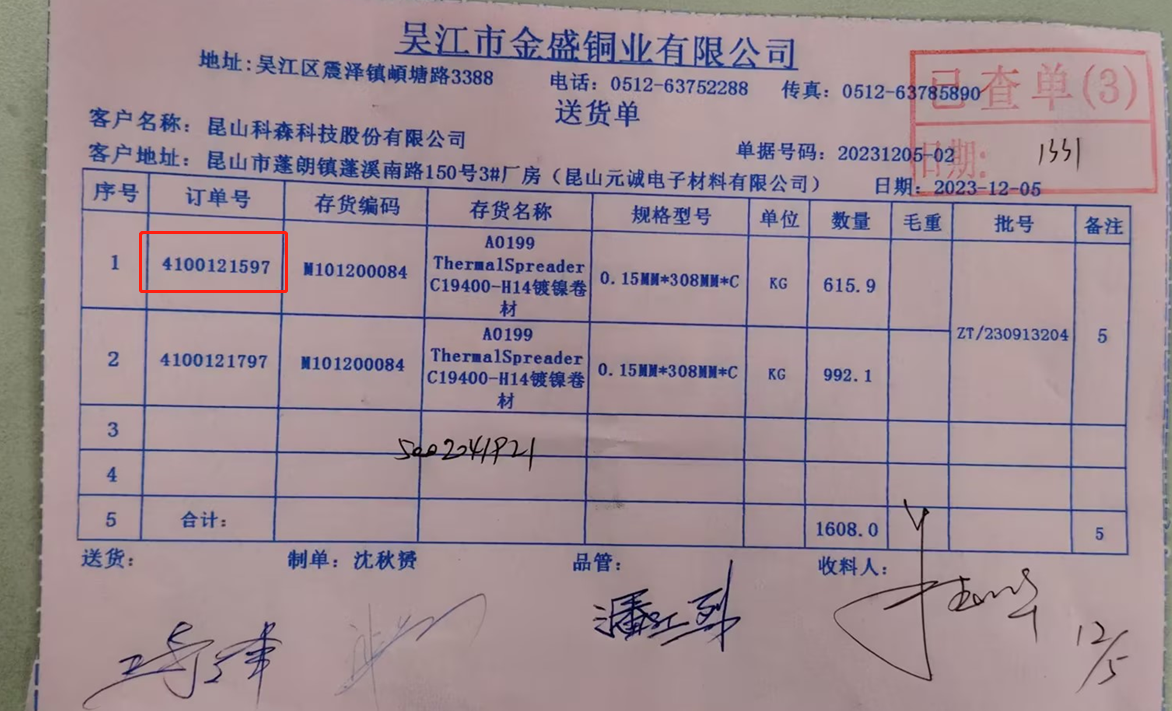 吴江市金盛铜业有限公司
地址:吴江区震泽镇頔塘路3388 电话: 0512-63752288 传真: 0512-63785890
已查单(3)
送货单
客户名称: 昆山科森科技股份有限公司 单据号码: 20231205-02
日期: 1331
客户地址: 昆山市蓬朗镇蓬溪南路150号3#厂房（昆山元诚电子材料有限公司） 日期: 2023-12-05
序号 订单号 存货编码 存货名称 规格型号 单位 数量 毛重 批号 备注
1 4100121597 M101200084 A0199 ThermalSpreader C19400-H14镀镍卷材 0.15MM*308MM*C KG 615.9 ZT/230913204 5
2 4100121797 M101200084 A0199 ThermalSpreader C19400-H14镀镍卷材 0.15MM*308MM*C KG 992.1
3
5002041921
4
5 合计: 1608.0 5
送货: 制单: 沈秋赟 品管: 收料人:
潘红烈
12/5